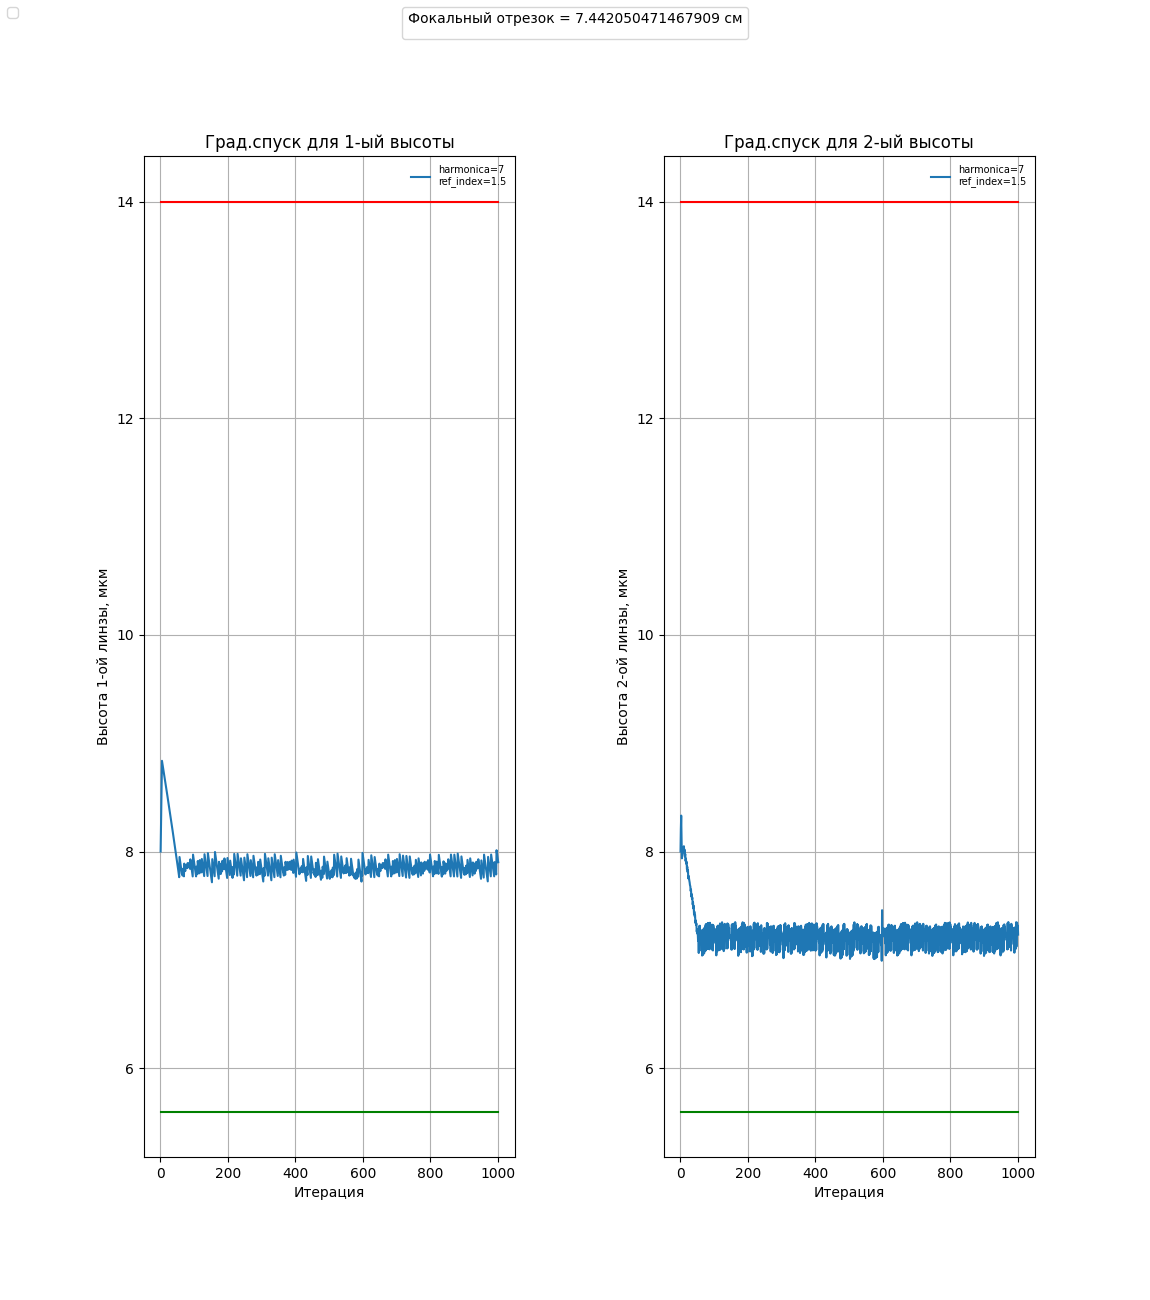 Фокальный отрезок = 7.442050471467909 см
Град.спуск для 1-ый высоты
harmonica=7
ref_index=1.5
14
12
10
8
6
Высота 1-ой линзы, мкм
0 200 400 600 800 1000
Итерация
Град.спуск для 2-ый высоты
harmonica=7
ref_index=1.5
14
12
10
8
6
Высота 2-ой линзы, мкм
0 200 400 600 800 1000
Итерация